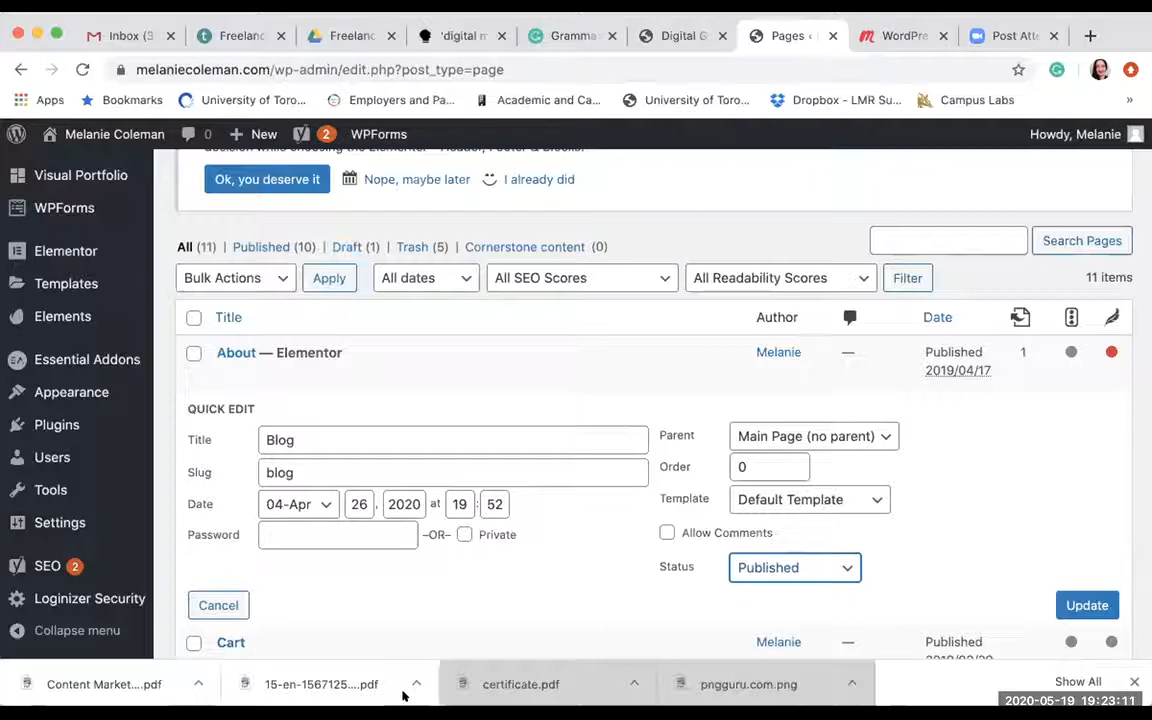 Inbox (3
Freelanc
Freelanc
'digital m
Gramma
Digital G
Pages ‹
WordPre
Post Atte
melaniecoleman.com/wp-admin/edit.php?post_type=page
Apps
Bookmarks
University of Toro...
Employers and Pa...
Academic and Ca...
University of Toro...
Dropbox - LMR Su...
Campus Labs
»
Melanie Coleman
0
New
2
WPForms
Howdy, Melanie
Visual Portfolio
WPForms
Elementor
Templates
Elements
Essential Addons
Appearance
Plugins
Users
Tools
Settings
SEO 2
Loginizer Security
Collapse menu
Ok, you deserve it
Nope, maybe later
I already did
All (11) | Published (10) | Draft (1) | Trash (5) | Cornerstone content (0)
Search Pages
Bulk Actions
Apply
All dates
All SEO Scores
All Readability Scores
Filter
11 items
Title
Author
Date
About — Elementor
Melanie
—
Published
2019/04/17
1
QUICK EDIT
Title
Blog
Slug
blog
Date
04-Apr
26
, 2020 at 19 : 52
Password
–OR–
Private
Parent
Main Page (no parent)
Order
0
Template
Default Template
Allow Comments
Status
Published
Cancel
Update
Cart
Melanie
—
Published
Content Market....pdf
15-en-1567125....pdf
certificate.pdf
pngguru.com.png
Show All
2020-05-19 19:23:11